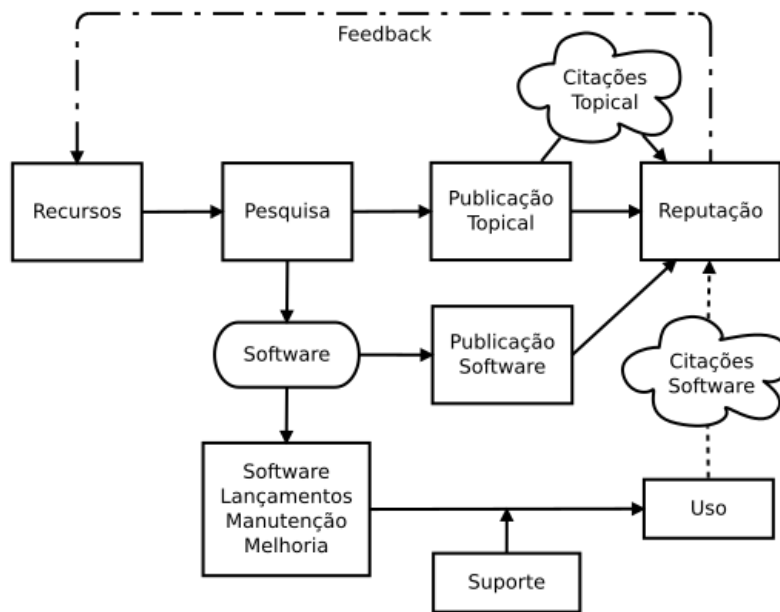 Feedback
Citações
Topical
Recursos
Pesquisa
Publicação
Topical
Reputação
Software
Publicação
Software
Citações
Software
Software
Lançamentos
Manutenção
Melhoria
Uso
Suporte